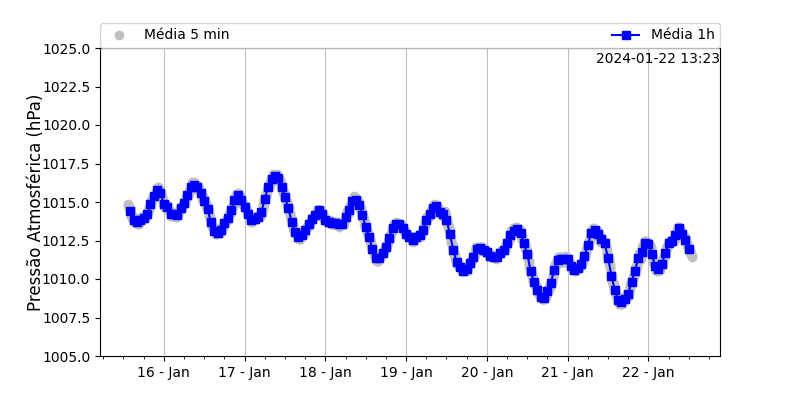 Média 5 min
Média 1h
2024-01-22 13:23
Pressão Atmosférica (hPa)
1025.0
1022.5
1020.0
1017.5
1015.0
1012.5
1010.0
1007.5
1005.0
16 - Jan
17 - Jan
18 - Jan
19 - Jan
20 - Jan
21 - Jan
22 - Jan